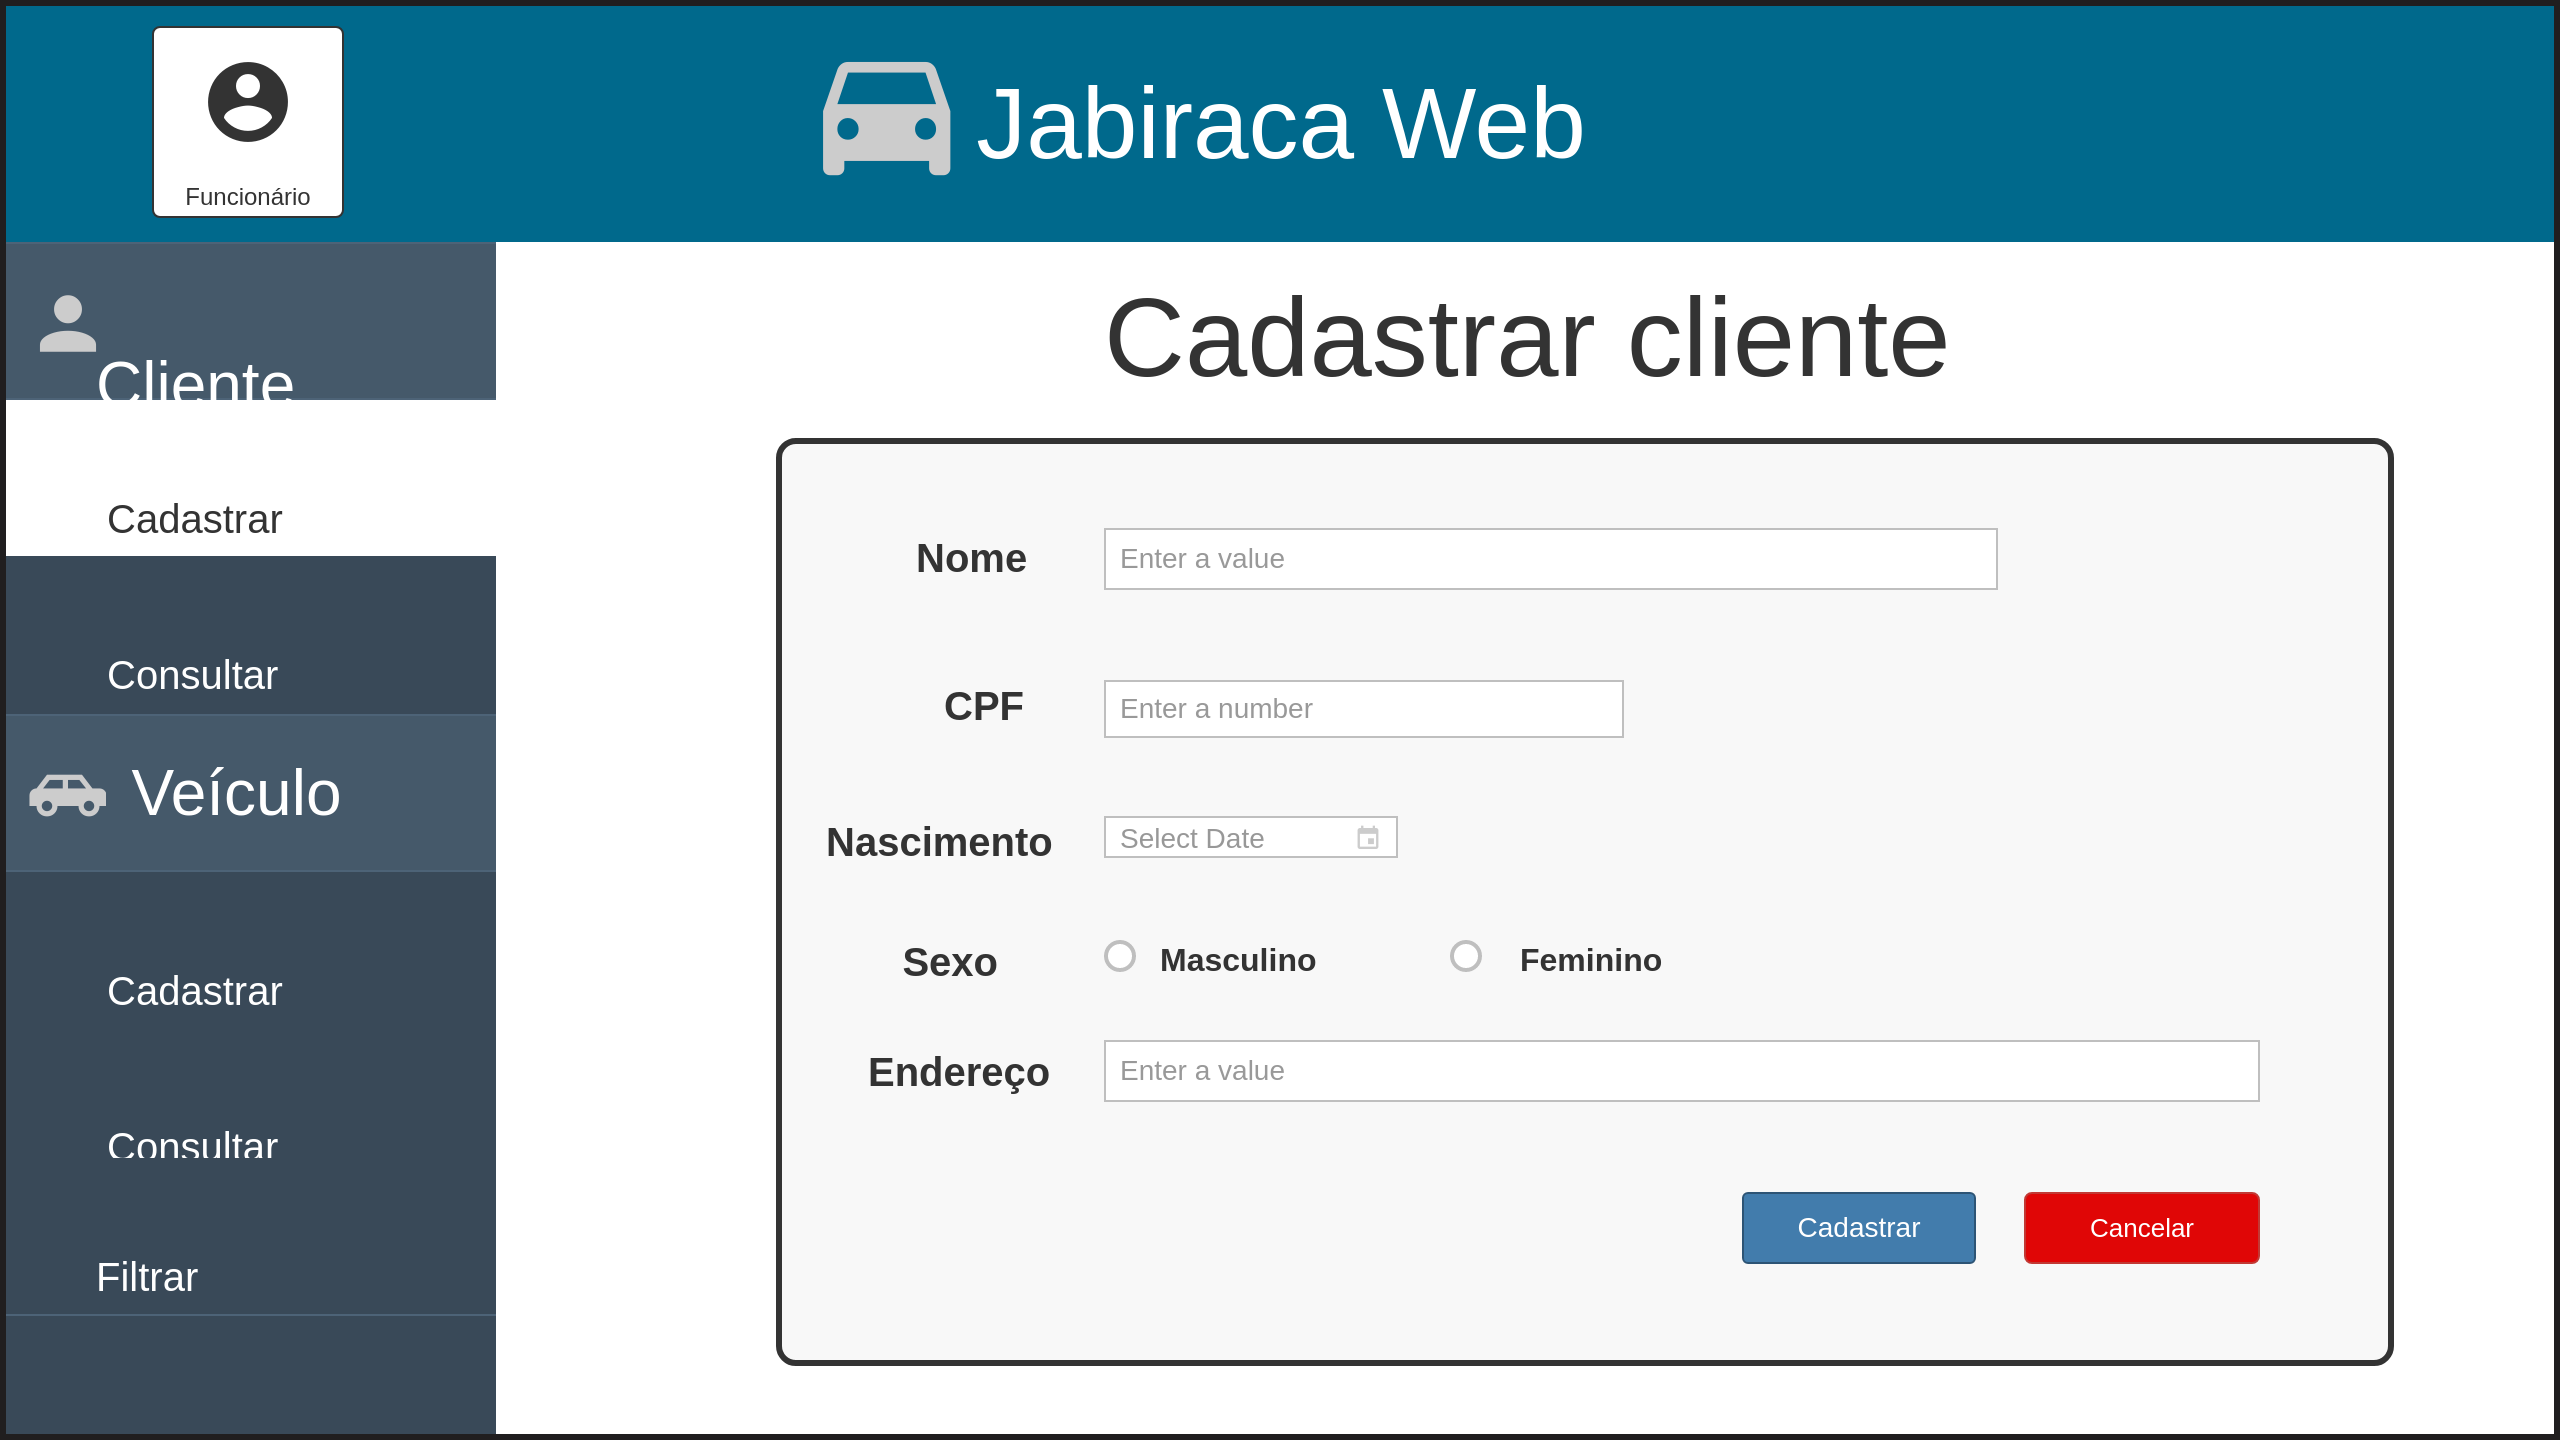 Funcionário
Jabiraca Web
Cliente
Cadastrar
Consultar
Veículo
Cadastrar
Consultar
Filtrar
Cadastrar cliente
Nome
Enter a value
CPF
Enter a number
Nascimento
Select Date
Sexo
Masculino
Feminino
Endereço
Enter a value
Cadastrar
Cancelar